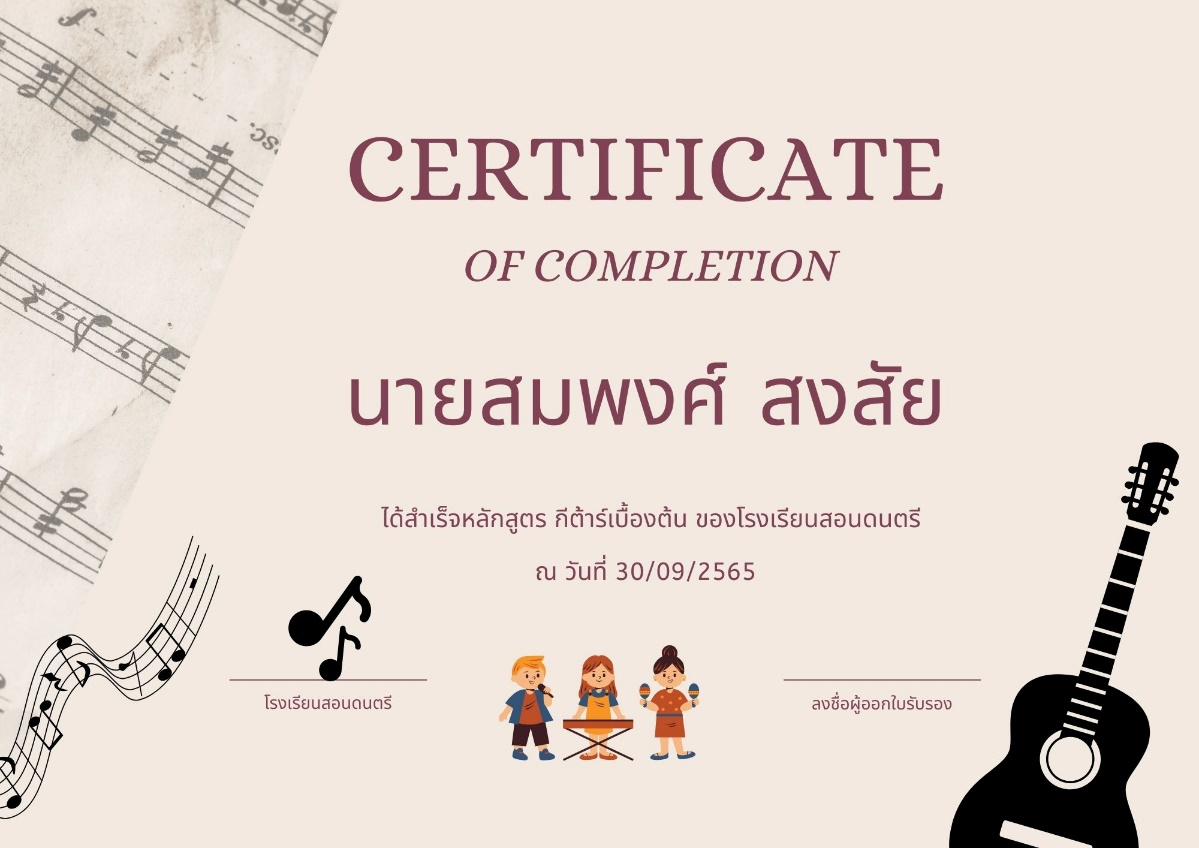 CERTIFICATE
OF COMPLETION
นายสมพงศ์ สงสัย
ได้สำเร็จหลักสูตร กีต้าร์เบื้องต้น ของโรงเรียนสอนดนตรี
ณ วันที่ 30/09/2565
โรงเรียนสอนดนตรี
ลงชื่อผู้ออกใบรับรอง